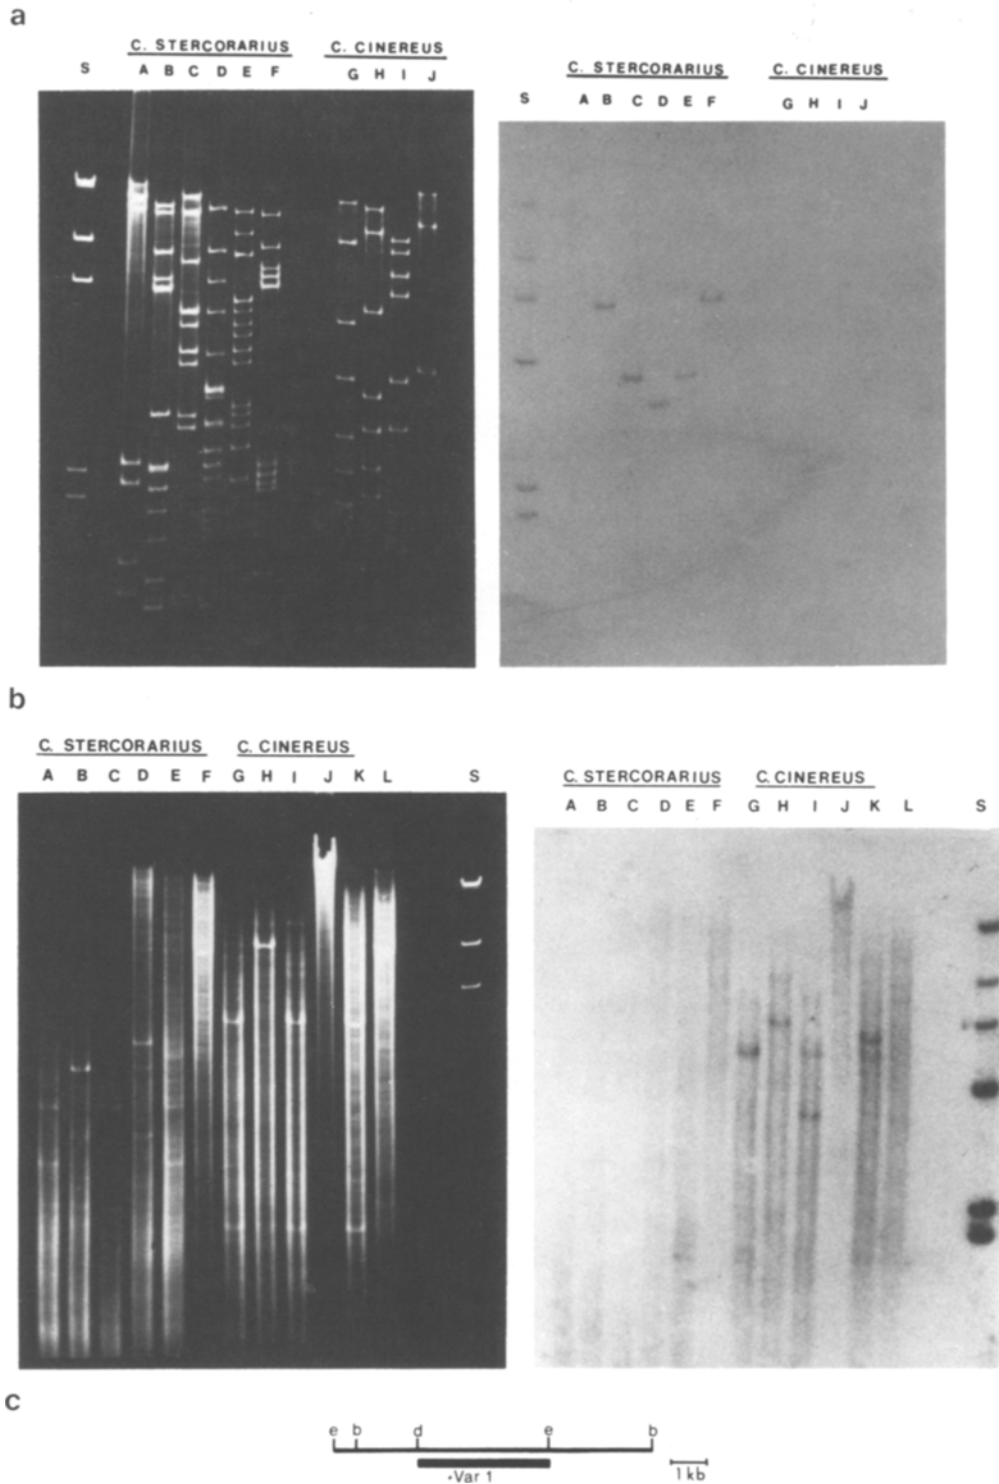 a
C. STERCORARIUS
C. CINEREUS
S A B C D E F G H I J
C. STERCORARIUS
C. CINEREUS
S A B C D E F G H I J
b
C. STERCORARIUS
C. CINEREUS
A B C D E F G H I J K L S
C. STERCORARIUS
C. CINEREUS
A B C D E F G H I J K L S
c
e b d e b
Var 1
1 kb